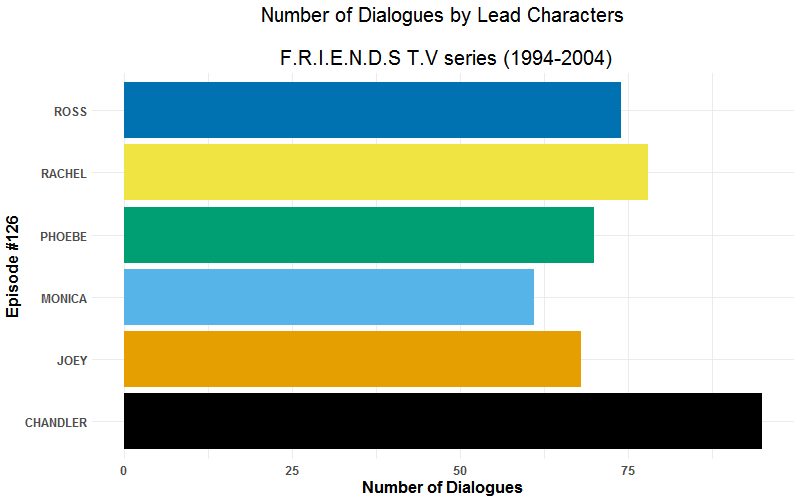 Number of Dialogues by Lead Characters
F.R.I.E.N.D.S T.V series (1994-2004)
Episode #126
ROSS
RACHEL
PHOEBE
MONICA
JOEY
CHANDLER
0 25 50 75
Number of Dialogues